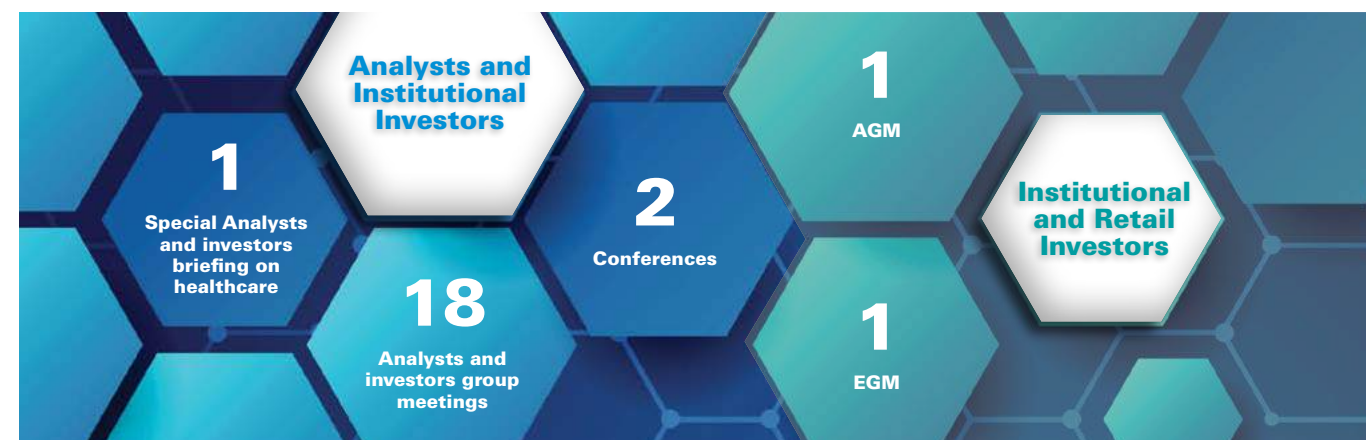 Analysts and
Institutional
Investors
1
Special Analysts
and investors
briefing on
healthcare
18
Analysts and
investors group
meetings
2
Conferences
1
AGM
1
EGM
Institutional
and Retail
Investors